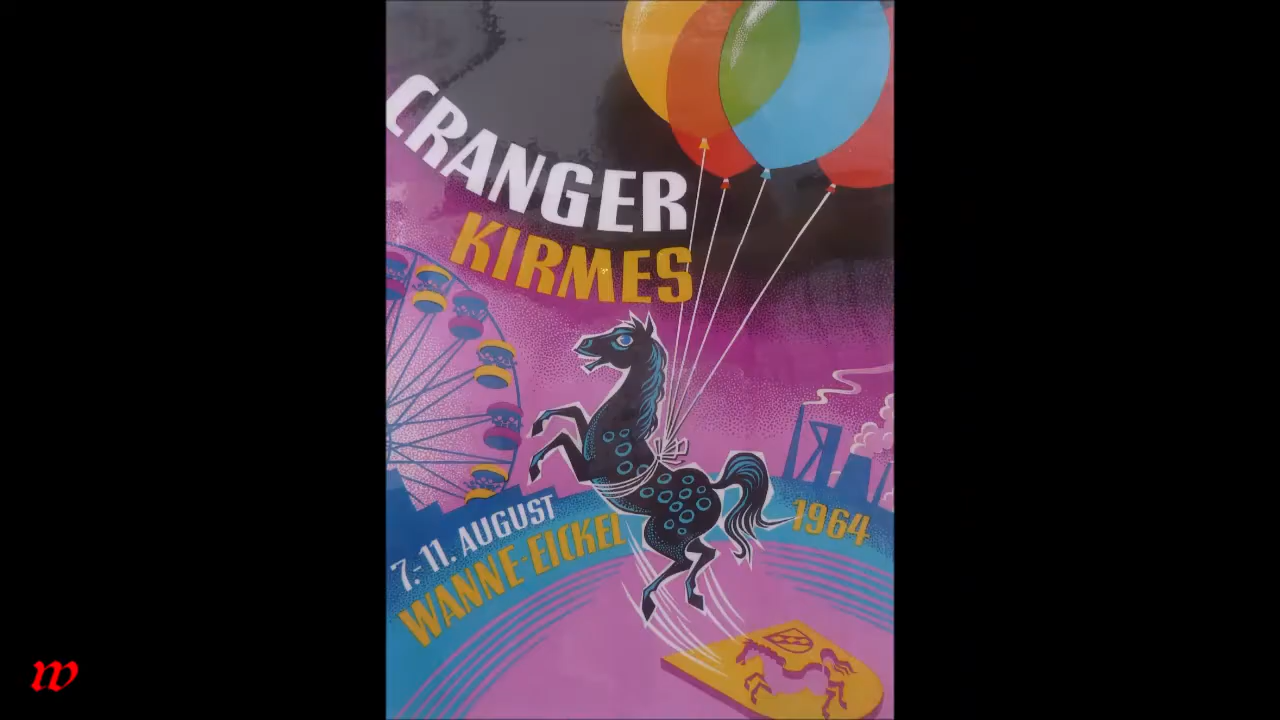 CRANGER
KIRMES
7.-11. AUGUST
WANNE-EICKEL
1964
w